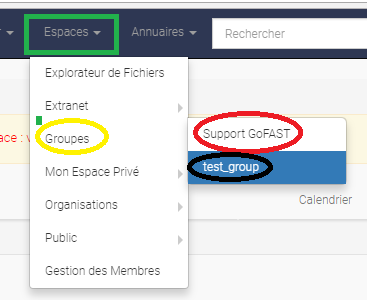 Espaces
Annuaires
Rechercher
Explorateur de Fichiers
Extranet
ace :
Groupes
Support GoFAST
Mon Espace Privé
test_group
Organisations
Calendrier
Public
Gestion des Membres